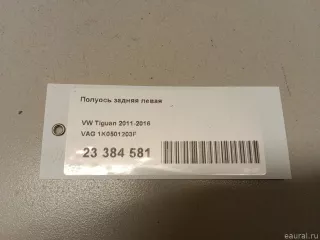 Полуось задняя левая
VW Tiguan 2011-2016
VAG 1K0501203F
23 384 581
eaural.ru